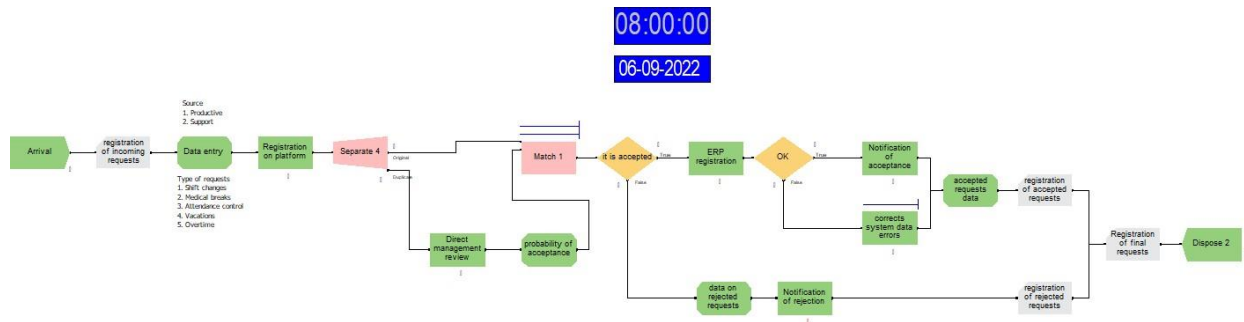 08:00:00
06-09-2022
Source
1. Productive
2. Support
Arrival
registration
of incoming
requests
Data entry
Registration
on platform
Separate 4
Original
Duplicate
Type of requests
1. Shift changes
2. Medical breaks
3. Attendance control
4. Vacations
5. Overtime
Direct
management
review
probability of
acceptance
Match 1
it is accepted
True
False
ERP
registration
OK
True
False
Notification
of
acceptance
corrects
system data
errors
accepted
requests
data
registration
of accepted
requests
data on
rejected
requests
Notification
of rejection
registration
of rejected
requests
Registration
of final
requests
Dispose 2